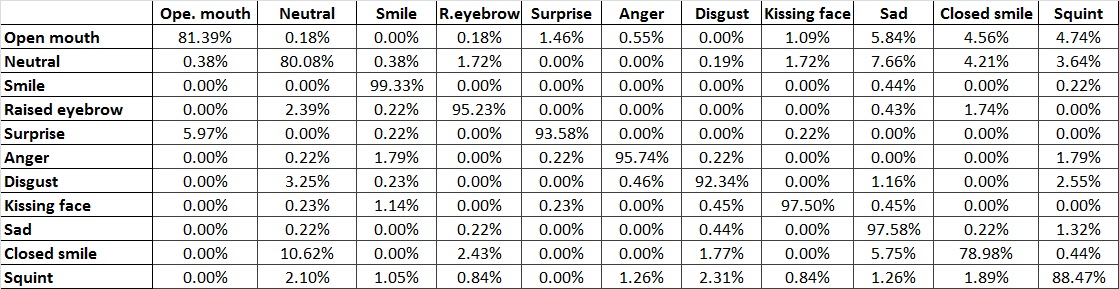 Ope. mouth Neutral Smile R.eyebrow Surprise Anger Disgust Kissing face Sad Closed smile Squint
Open mouth 81.39% 0.18% 0.00% 0.18% 1.46% 0.55% 0.00% 1.09% 5.84% 4.56% 4.74%
Neutral 0.38% 80.08% 0.38% 1.72% 0.00% 0.00% 0.19% 1.72% 7.66% 4.21% 3.64%
Smile 0.00% 0.00% 99.33% 0.00% 0.00% 0.00% 0.00% 0.00% 0.44% 0.00% 0.22%
Raised eyebrow 0.00% 2.39% 0.22% 95.23% 0.00% 0.00% 0.00% 0.00% 0.43% 1.74% 0.00%
Surprise 5.97% 0.00% 0.22% 0.00% 93.58% 0.00% 0.00% 0.22% 0.00% 0.00% 0.00%
Anger 0.00% 0.22% 1.79% 0.00% 0.22% 95.74% 0.22% 0.00% 0.00% 0.00% 1.79%
Disgust 0.00% 3.25% 0.23% 0.00% 0.00% 0.46% 92.34% 0.00% 1.16% 0.00% 2.55%
Kissing face 0.00% 0.23% 1.14% 0.00% 0.23% 0.00% 0.45% 97.50% 0.45% 0.00% 0.00%
Sad 0.00% 0.22% 0.00% 0.22% 0.00% 0.00% 0.44% 0.00% 97.58% 0.22% 1.32%
Closed smile 0.00% 10.62% 0.00% 2.43% 0.00% 0.00% 1.77% 0.00% 5.75% 78.98% 0.44%
Squint 0.00% 2.10% 1.05% 0.84% 0.00% 1.26% 2.31% 0.84% 1.26% 1.89% 88.47%